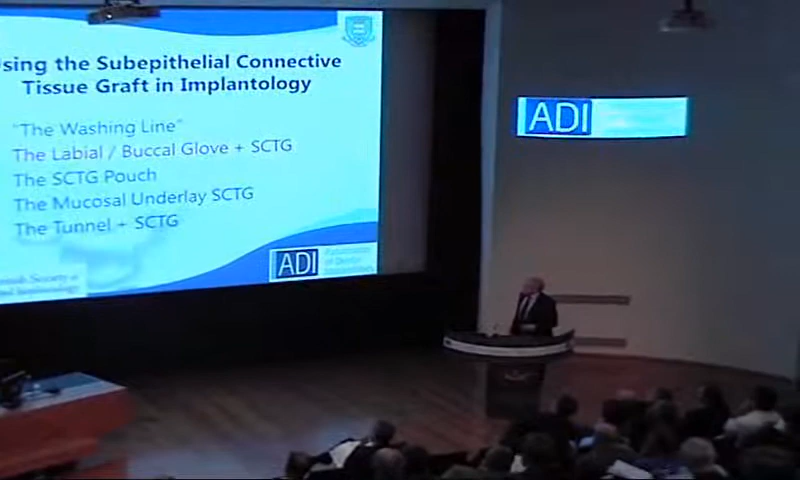 sing the Subepithelial Connective
Tissue Graft in Implantology
"The Washing Line"
The Labial / Buccal Glove + SCTG
The SCTG Pouch
The Mucosal Underlay SCTG
The Tunnel + SCTG
ADI
ADI